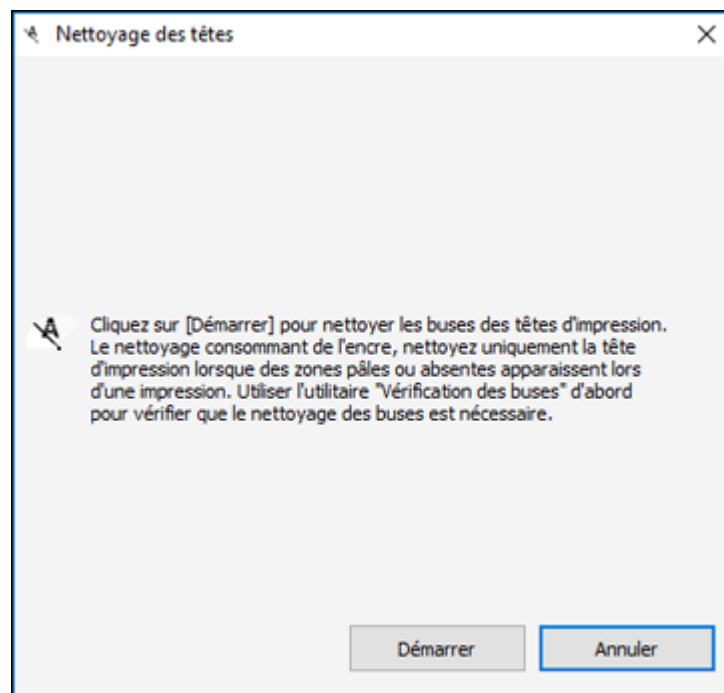 Nettoyage des têtes
Cliquez sur [Démarrer] pour nettoyer les buses des têtes d'impression.
Le nettoyage consommant de l'encre, nettoyez uniquement la tête
d'impression lorsque des zones pâles ou absentes apparaissent lors
d'une impression. Utiliser l'utilitaire "Vérification des buses" d'abord
pour vérifier que le nettoyage des buses est nécessaire.
Démarrer
Annuler